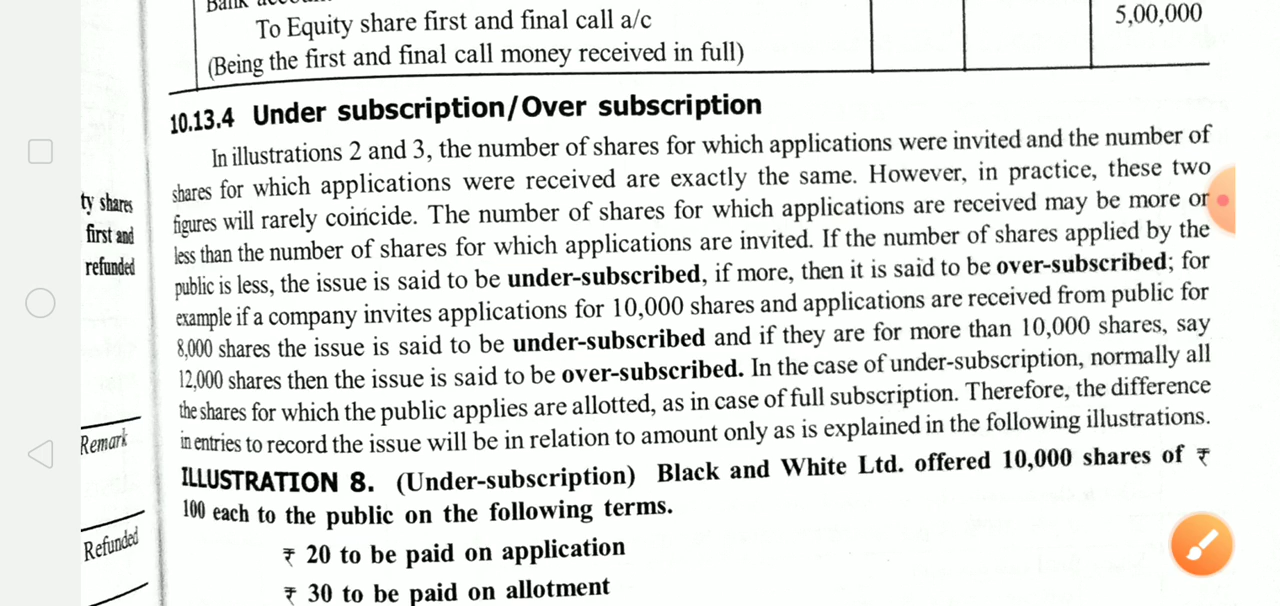 Bank
To Equity share first and final call a/c
5,00,000
(Being the first and final call money received in full)
10.13.4 Under subscription/Over subscription
In illustrations 2 and 3, the number of shares for which applications were invited and the number of
shares for which applications were received are exactly the same. However, in practice, these two
figures will rarely coincide. The number of shares for which applications are received may be more or
less than the number of shares for which applications are invited. If the number of shares applied by the
public is less, the issue is said to be under-subscribed, if more, then it is said to be over-subscribed; for
example if a company invites applications for 10,000 shares and applications are received from public for
8,000 shares the issue is said to be under-subscribed and if they are for more than 10,000 shares, say
12,000 shares then the issue is said to be over-subscribed. In the case of under-subscription, normally all
the shares for which the public applies are allotted, as in case of full subscription. Therefore, the difference
in entries to record the issue will be in relation to amount only as is explained in the following illustrations.
ILLUSTRATION 8. (Under-subscription) Black and White Ltd. offered 10,000 shares of ₹
100 each to the public on the following terms.
₹ 20 to be paid on application
₹ 30 to be paid on allotment
ty shares
first and
refunded
Remark
Refunded